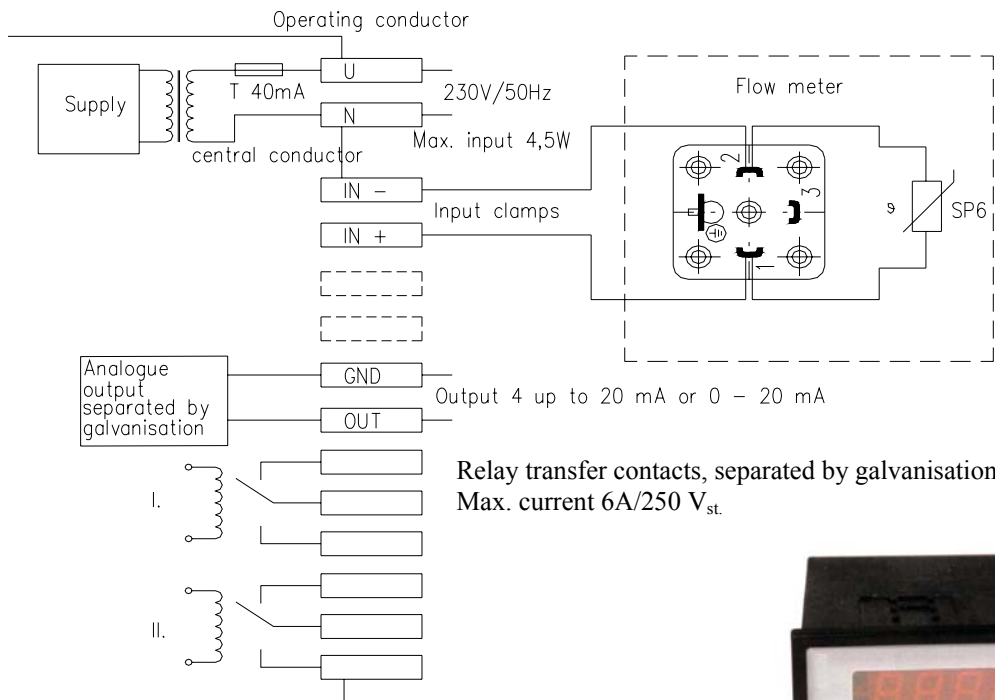 Operating conductor
U
T 40mA
230V/50Hz
Supply
N
Max. input 4,5W
central conductor
IN -
Input clamps
IN +
Flow meter
2
3
1
ϑ
SP6
Analogue
output
separated by
galvanisation
GND
Output 4 up to 20 mA or 0 - 20 mA
OUT
Relay transfer contacts, separated by galvanisation
Max. current 6A/250 Vst.
I.
II.